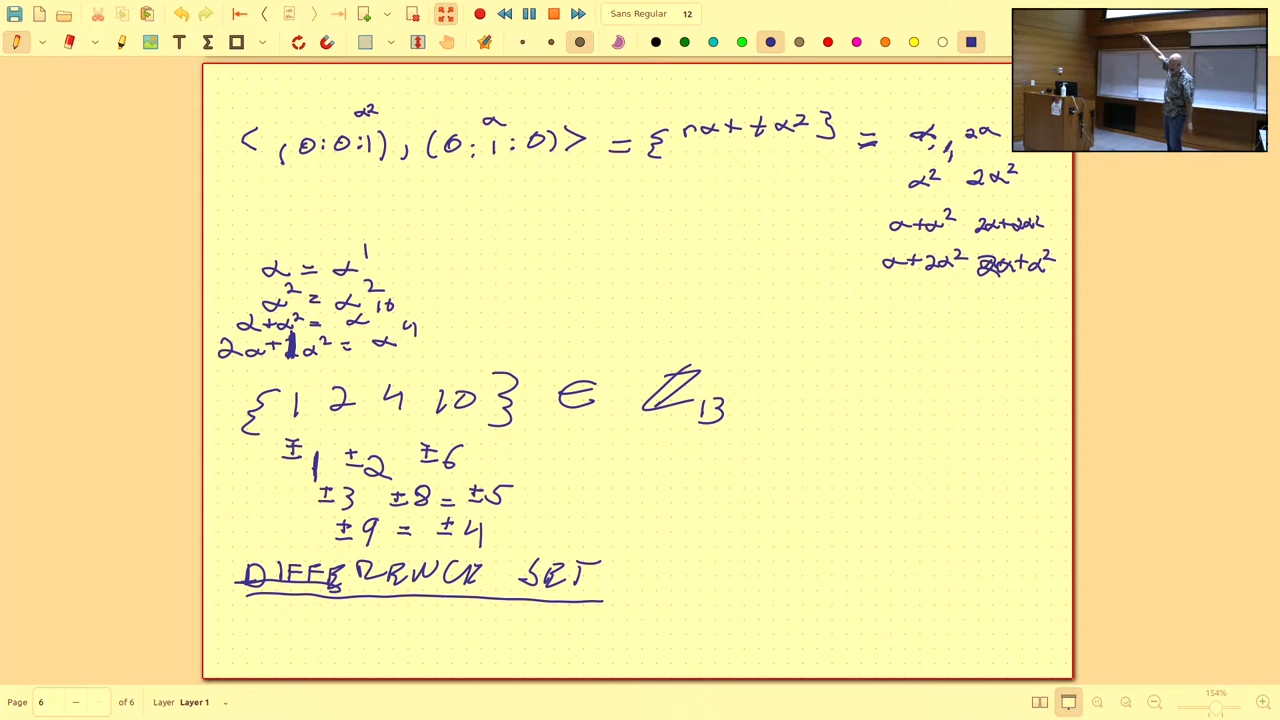 Sans Regular 12
α² α
< (0:0:1), (0:1:0) > = { rα + tα² } = α, 2α
α² 2α²
α+α² 2α+2α²
α+2α² 2α+α²
α = α¹
α² = α²
α+α² = α¹⁰
2α+1α² = α⁴
{1 2 4 10} ∈ ℤ₁₃
±1 ±2 ±6
±3 ±8 = ±5
±9 = ±4
DIFFERENCE SET
Page 6 of 6 Layer Layer 1 154%